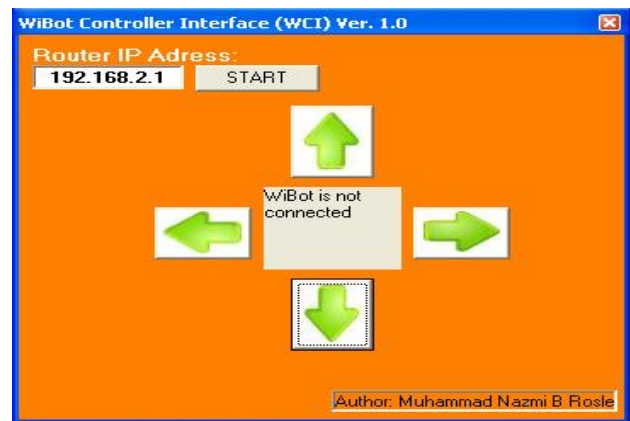 WiBot Controller Interface (WCI) Ver. 1.0
Router IP Adress:
192.168.2.1 START
WiBot is not
connected
Author: Muhammad Nazmi B Rosle